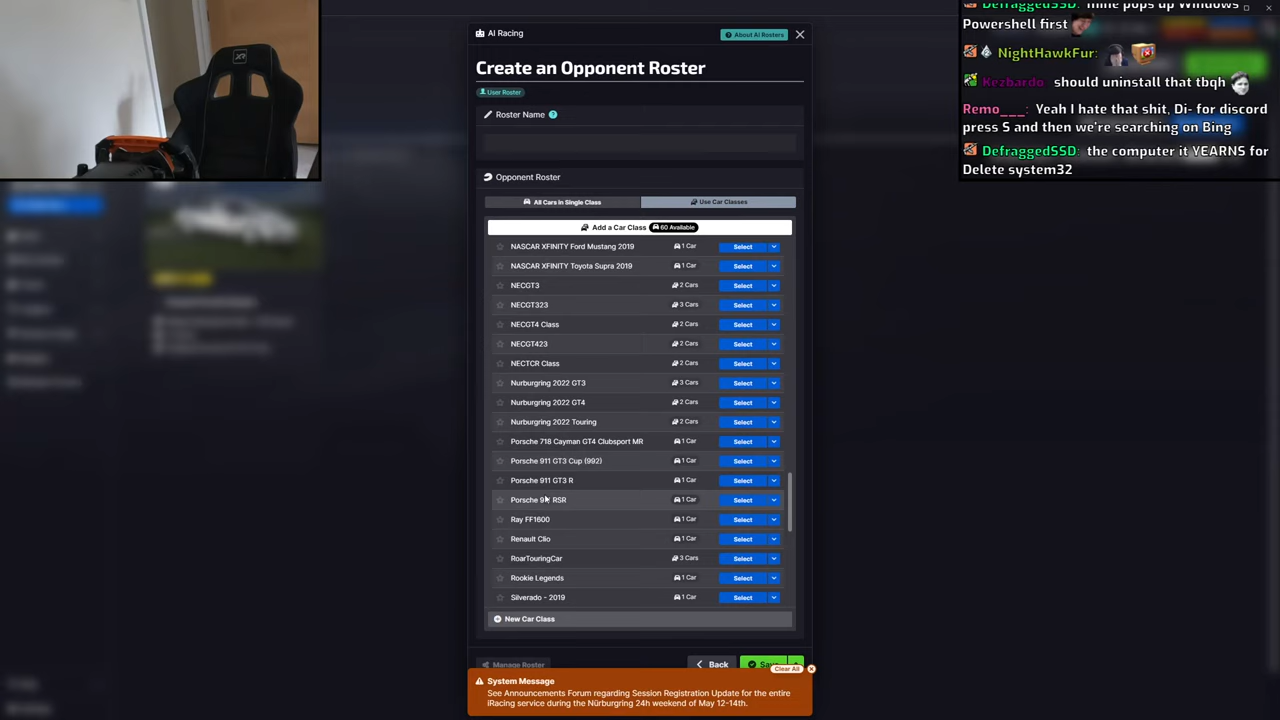 AI Racing
About AI Rosters
Create an Opponent Roster
User Roster
Roster Name
Opponent Roster
All Cars in Single Class
Use Car Classes
Add a Car Class 60 Available
NASCAR XFINITY Ford Mustang 2019 1 Car Select
NASCAR XFINITY Toyota Supra 2019 1 Car Select
NECGT3 2 Cars Select
NECGT323 3 Cars Select
NECGT4 Class 2 Cars Select
NECGT423 2 Cars Select
NECTCR Class 2 Cars Select
Nurburgring 2022 GT3 3 Cars Select
Nurburgring 2022 GT4 2 Cars Select
Nurburgring 2022 Touring 2 Cars Select
Porsche 718 Cayman GT4 Clubsport MR 1 Car Select
Porsche 911 GT3 Cup (992) 1 Car Select
Porsche 911 GT3 R 1 Car Select
Porsche RSR 1 Car Select
Ray FF1600 1 Car Select
Renault Clio 1 Car Select
RoarTouringCar 3 Cars Select
Rookie Legends 1 Car Select
Silverado - 2019 1 Car Select
New Car Class
Manage Roster
Back
Clear All
System Message
See Announcements Forum regarding Session Registration Update for the entire
iRacing service during the Nürburgring 24h weekend of May 12-14th.
DefraggedSSD: mine pops up Windows
Powershell first
NightHawkFur:
Kezbardo: should uninstall that tbqh
Remo___: Yeah I hate that shit, Di- for discord
press S and then we're searching on Bing
DefraggedSSD: the computer it YEARNS for
Delete system32